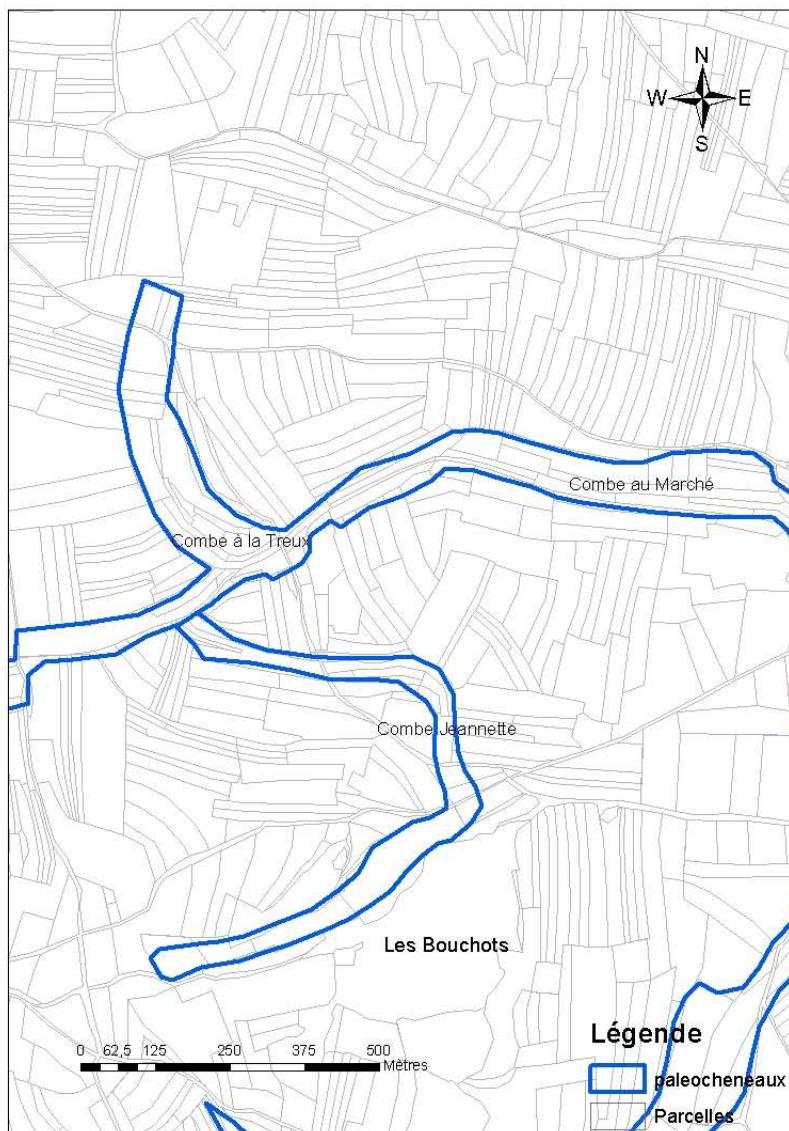 N
W E
S
Combe au Marché
Combe à la Treux
Combe Jeannette
Les Bouchots
Légende
0 62,5 125 250 375 500
Mètres
paleocheneaux
Parcelles